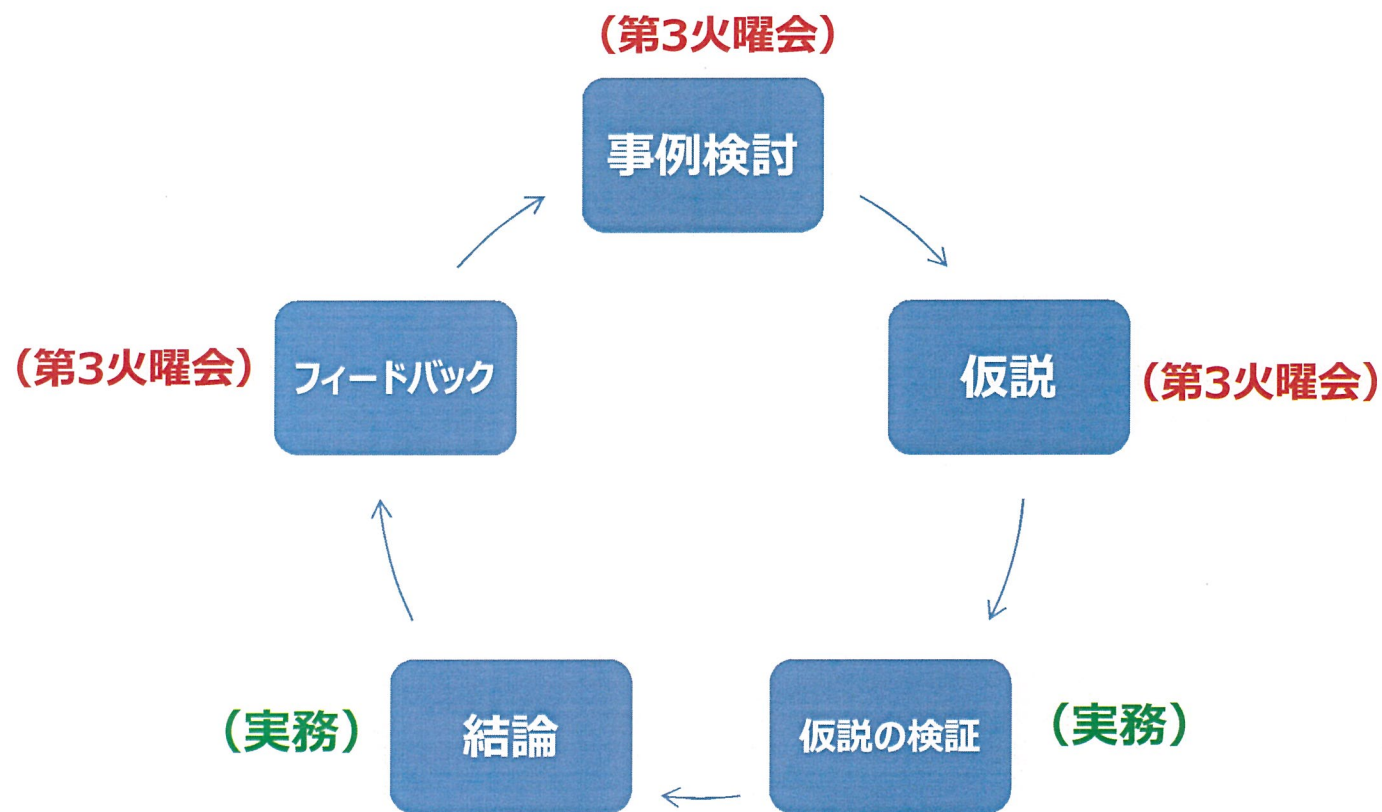 （第3火曜会）
事例検討
仮説
（第3火曜会）
仮説の検証
（実務）
結論
（実務）
フィードバック
（第3火曜会）